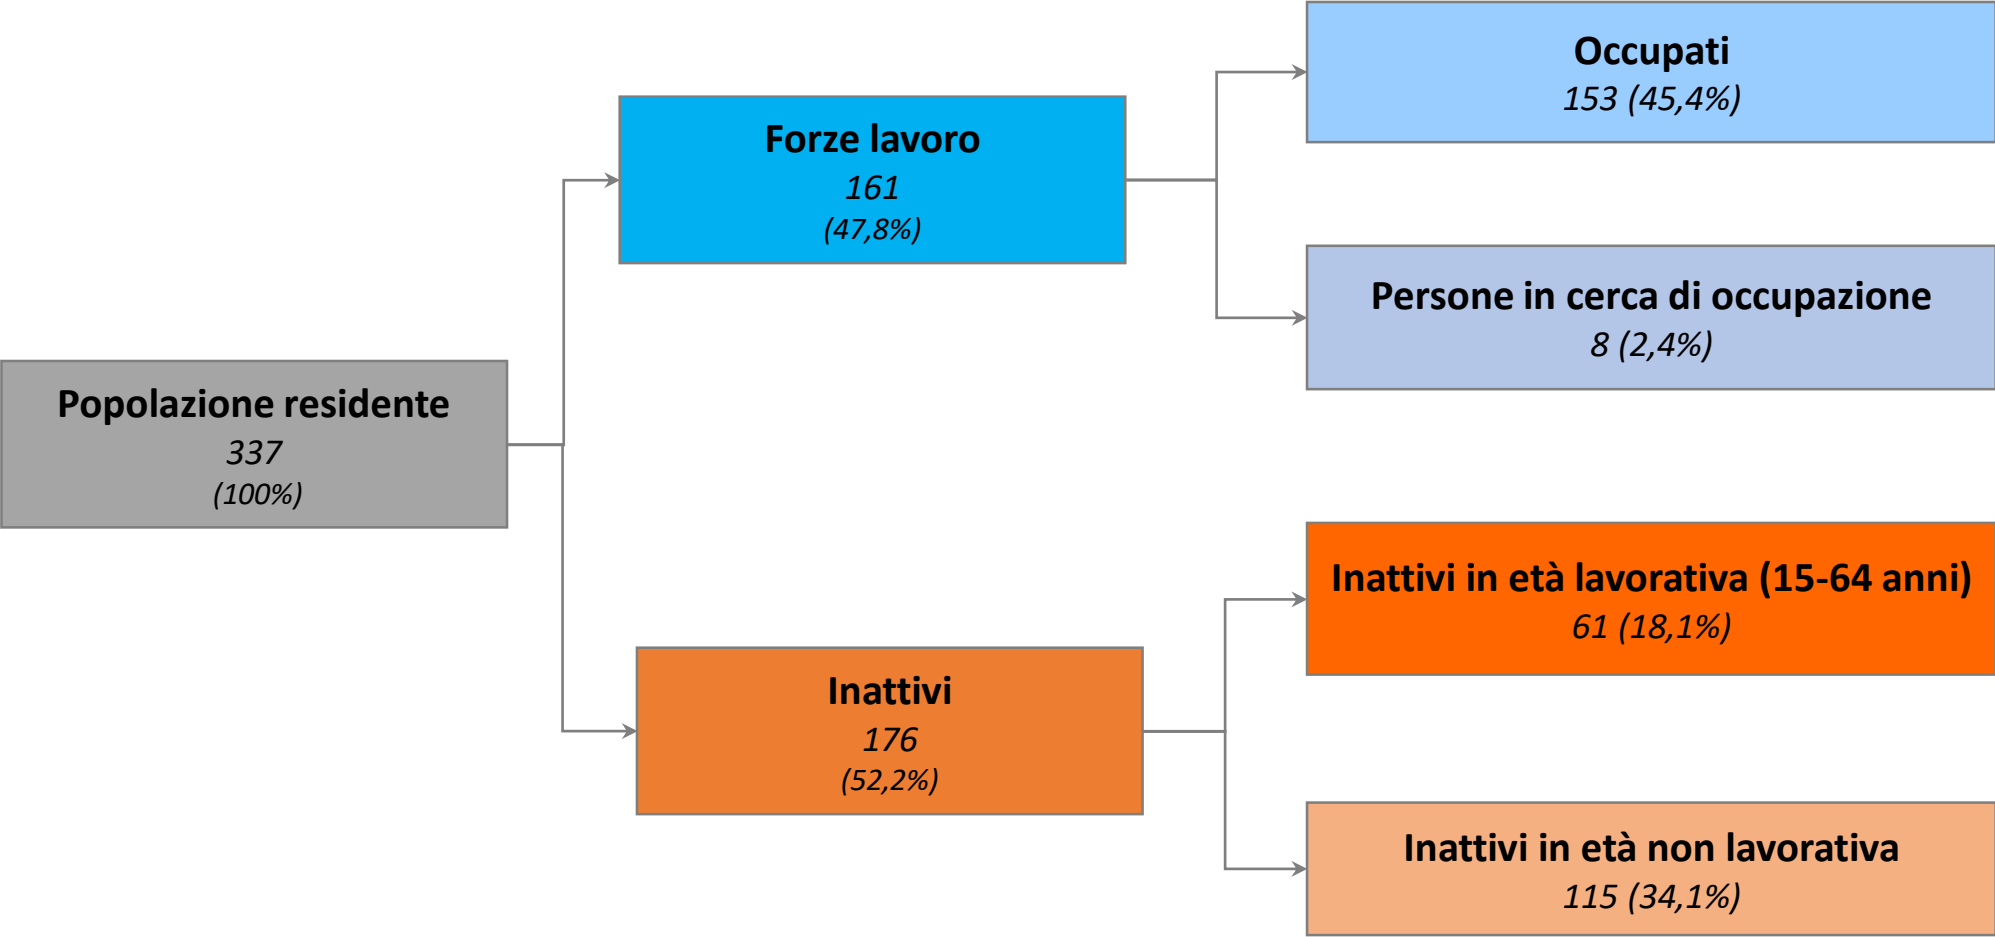 Popolazione residente
337
(100%)
Forze lavoro
161
(47,8%)
Occupati
153 (45,4%)
Persone in cerca di occupazione
8 (2,4%)
Inattivi
176
(52,2%)
Inattivi in età lavorativa (15-64 anni)
61 (18,1%)
Inattivi in età non lavorativa
115 (34,1%)